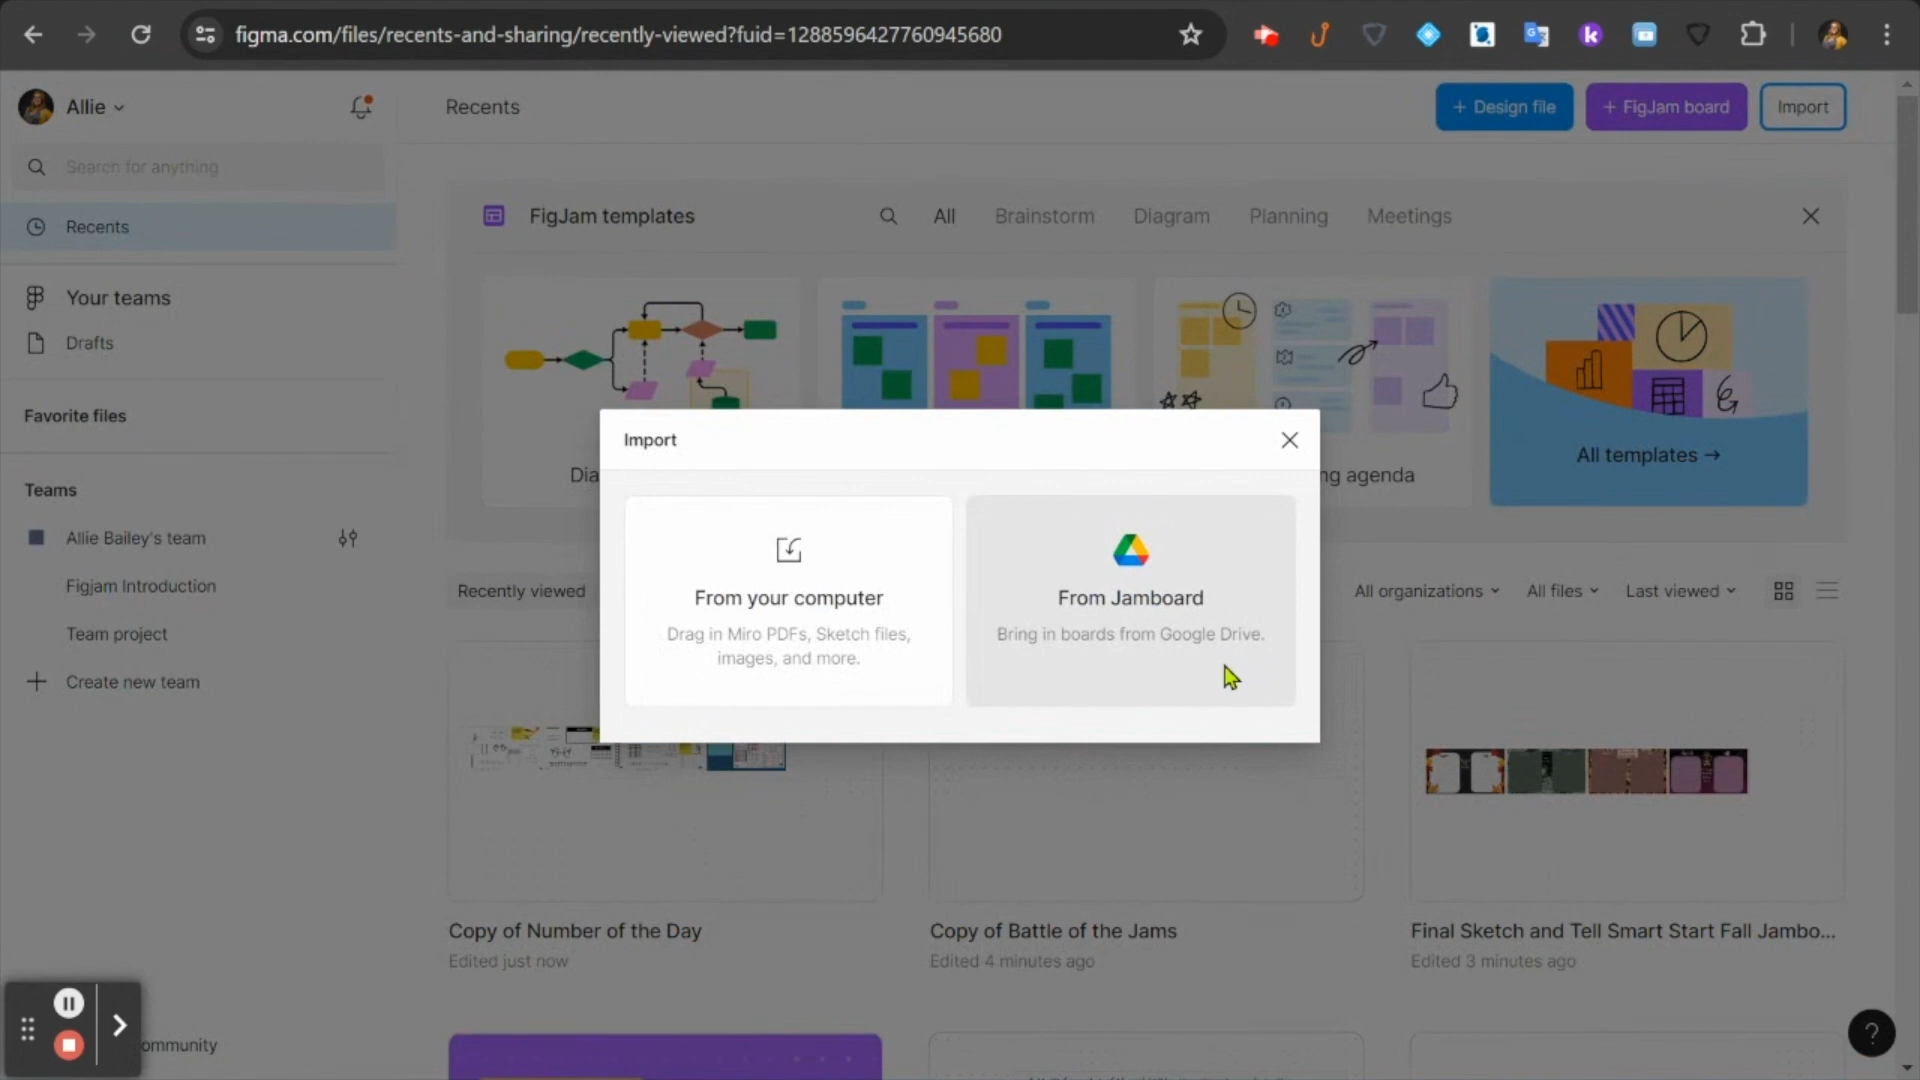 figma.com/files/recents-and-sharing/recently-viewed?fuid=1288596427760945680
Allie
Recents
+ Design file
+ FigJam board
Import
Search for anything
Recents
FigJam templates
All
Brainstorm
Diagram
Planning
Meetings
Your teams
Drafts
Favorite files
All templates →
Import
Dia
ng agenda
Teams
Allie Bailey's team
From your computer
Drag in Miro PDFs, Sketch files,
images, and more.
From Jamboard
Bring in boards from Google Drive.
Figjam Introduction
Recently viewed
All organizations
All files
Last viewed
Team project
Create new team
Copy of Number of the Day
Edited just now
Copy of Battle of the Jams
Edited 4 minutes ago
Final Sketch and Tell Smart Start Fall Jambo...
Edited 3 minutes ago
ommunity
?